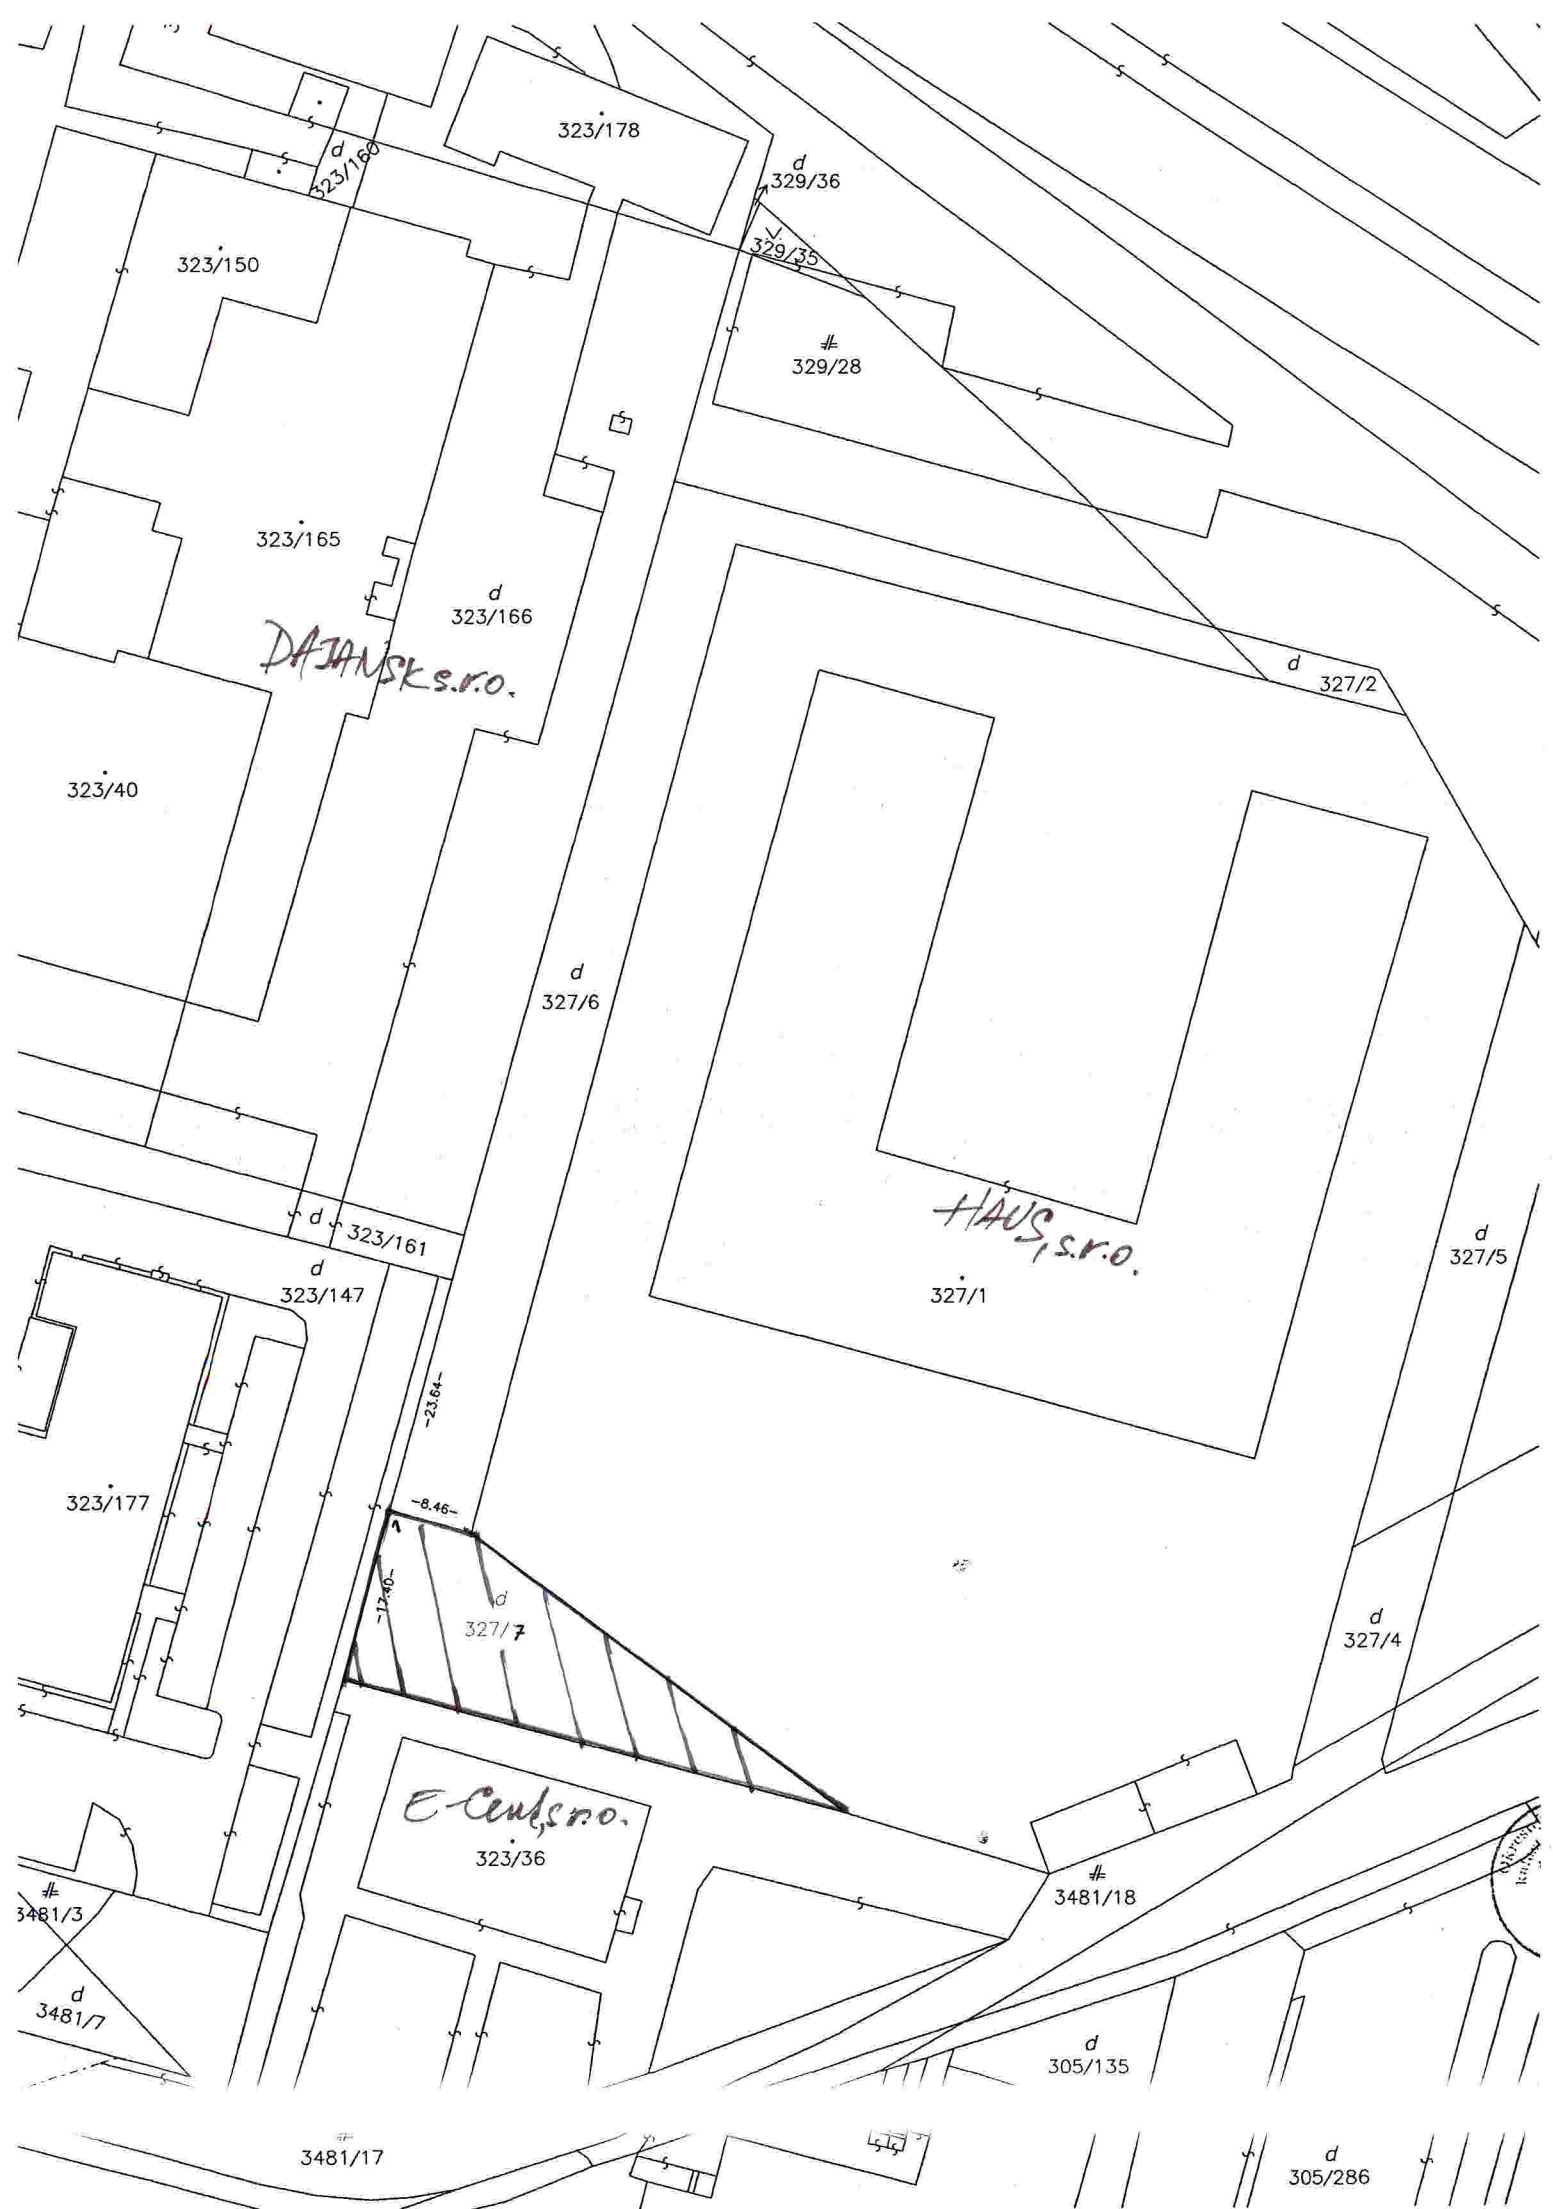 323/178
d
323/160
d
329/36
v.
329/35
323/150
329/28
323/165
d
323/166
DAJANSK s.r.o.
d
327/2
323/40
d
327/6
HAUS, s.r.o.
d
323/161
d
327/5
d
323/147
327/1
-23.64-
323/177
-8.46-
1
-17.40-
d
327/7
d
327/4
E-Cent, s.r.o.
323/36
3481/18
3481/3
d
3481/7
d
305/135
3481/17
d
305/286